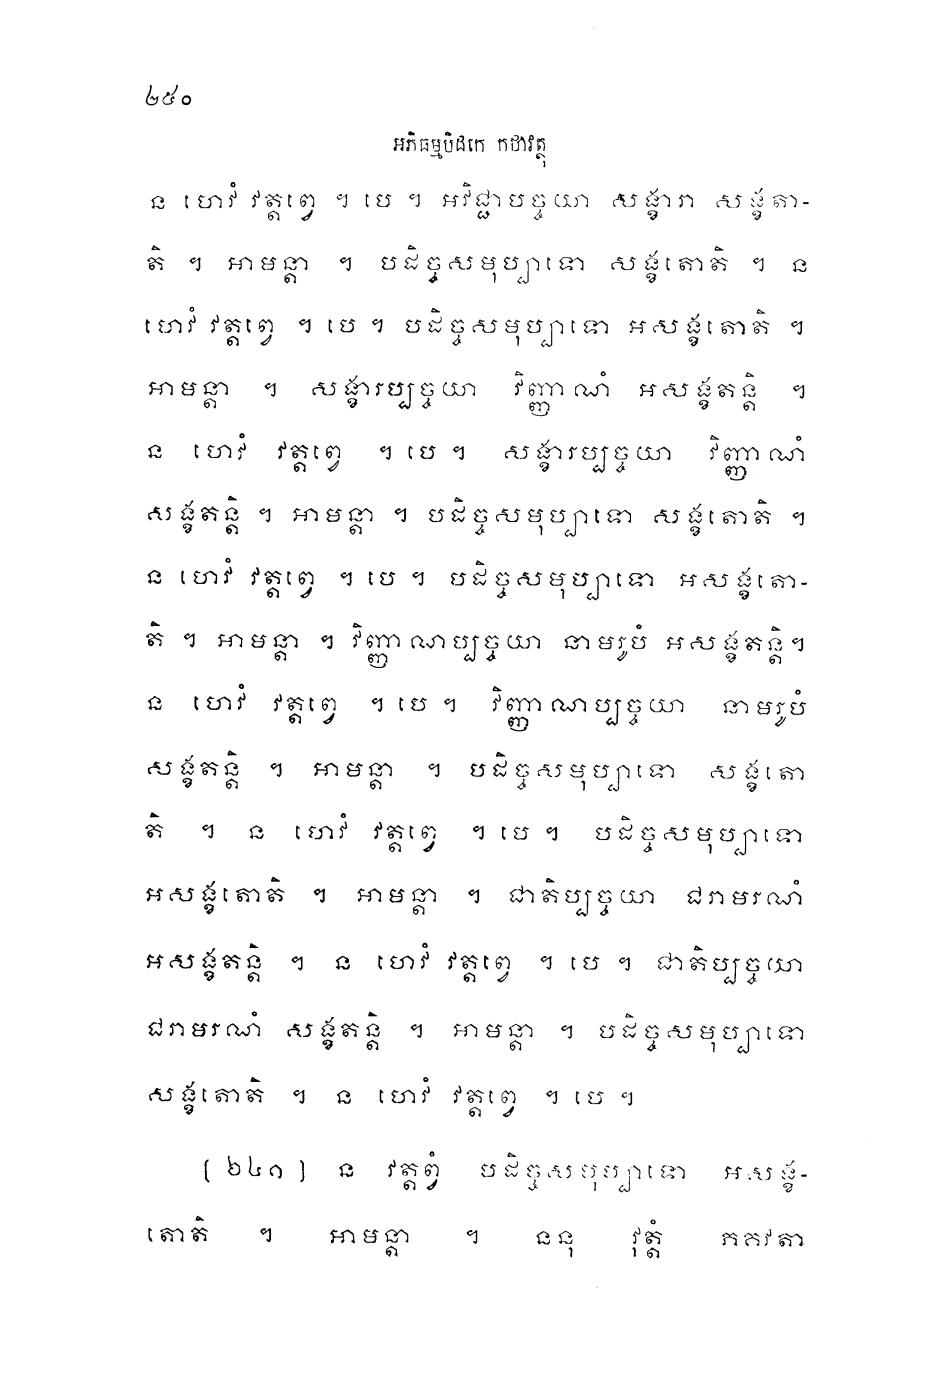 ២៥០
អភិធម្មបិដកេ កថាវត្ថុ
ន ហេវំ វត្តព្វេ ។ បេ ។ អវិជ្ជាបច្ចយា សង្ខារា សង្ខតា-
តិ ។ អាមន្តា ។ បដិច្ចសមុប្បាទោ សង្ខតោតិ ។ ន
ហេវំ វត្តព្វេ ។ បេ ។ បដិច្ចសមុប្បាទោ អសង្ខតោតិ ។
អាមន្តា ។ សង្ខារប្បច្ចយា វិញ្ញាណំ អសង្ខតន្តិ ។
ន ហេវំ វត្តព្វេ ។ បេ ។ សង្ខារប្បច្ចយា វិញ្ញាណំ
សង្ខតន្តិ ។ អាមន្តា ។ បដិច្ចសមុប្បាទោ សង្ខតោតិ ។
ន ហេវំ វត្តព្វេ ។ បេ ។ បដិច្ចសមុប្បាទោ អសង្ខតោ-
តិ ។ អាមន្តា ។ វិញ្ញាណប្បច្ចយា នាមរូបំ អសង្ខតន្តិ។
ន ហេវំ វត្តព្វេ ។ បេ ។ វិញ្ញាណប្បច្ចយា នាមរូបំ
សង្ខតន្តិ ។ អាមន្តា ។ បដិច្ចសមុប្បាទោ សង្ខតោ
តិ ។ ន ហេវំ វត្តព្វេ ។ បេ ។ បដិច្ចសមុប្បាទោ
អសង្ខតោតិ ។ អាមន្តា ។ ជាតិប្បច្ចយា ជរាមរណំ
អសង្ខតន្តិ ។ ន ហេវំ វត្តព្វេ ។ បេ ។ ជាតិប្បច្ចយា
ជរាមរណំ សង្ខតន្តិ ។ អាមន្តា ។ បដិច្ចសមុប្បាទោ
សង្ខតោតិ ។ ន ហេវំ វត្តព្វេ ។ បេ ។
(៦៤១) ន វត្តព្វំ បដិច្ចសមុប្បាទោ អសង្ខ-
តោតិ ។ អាមន្តា ។ ននុ វុត្តំ ភគវតា